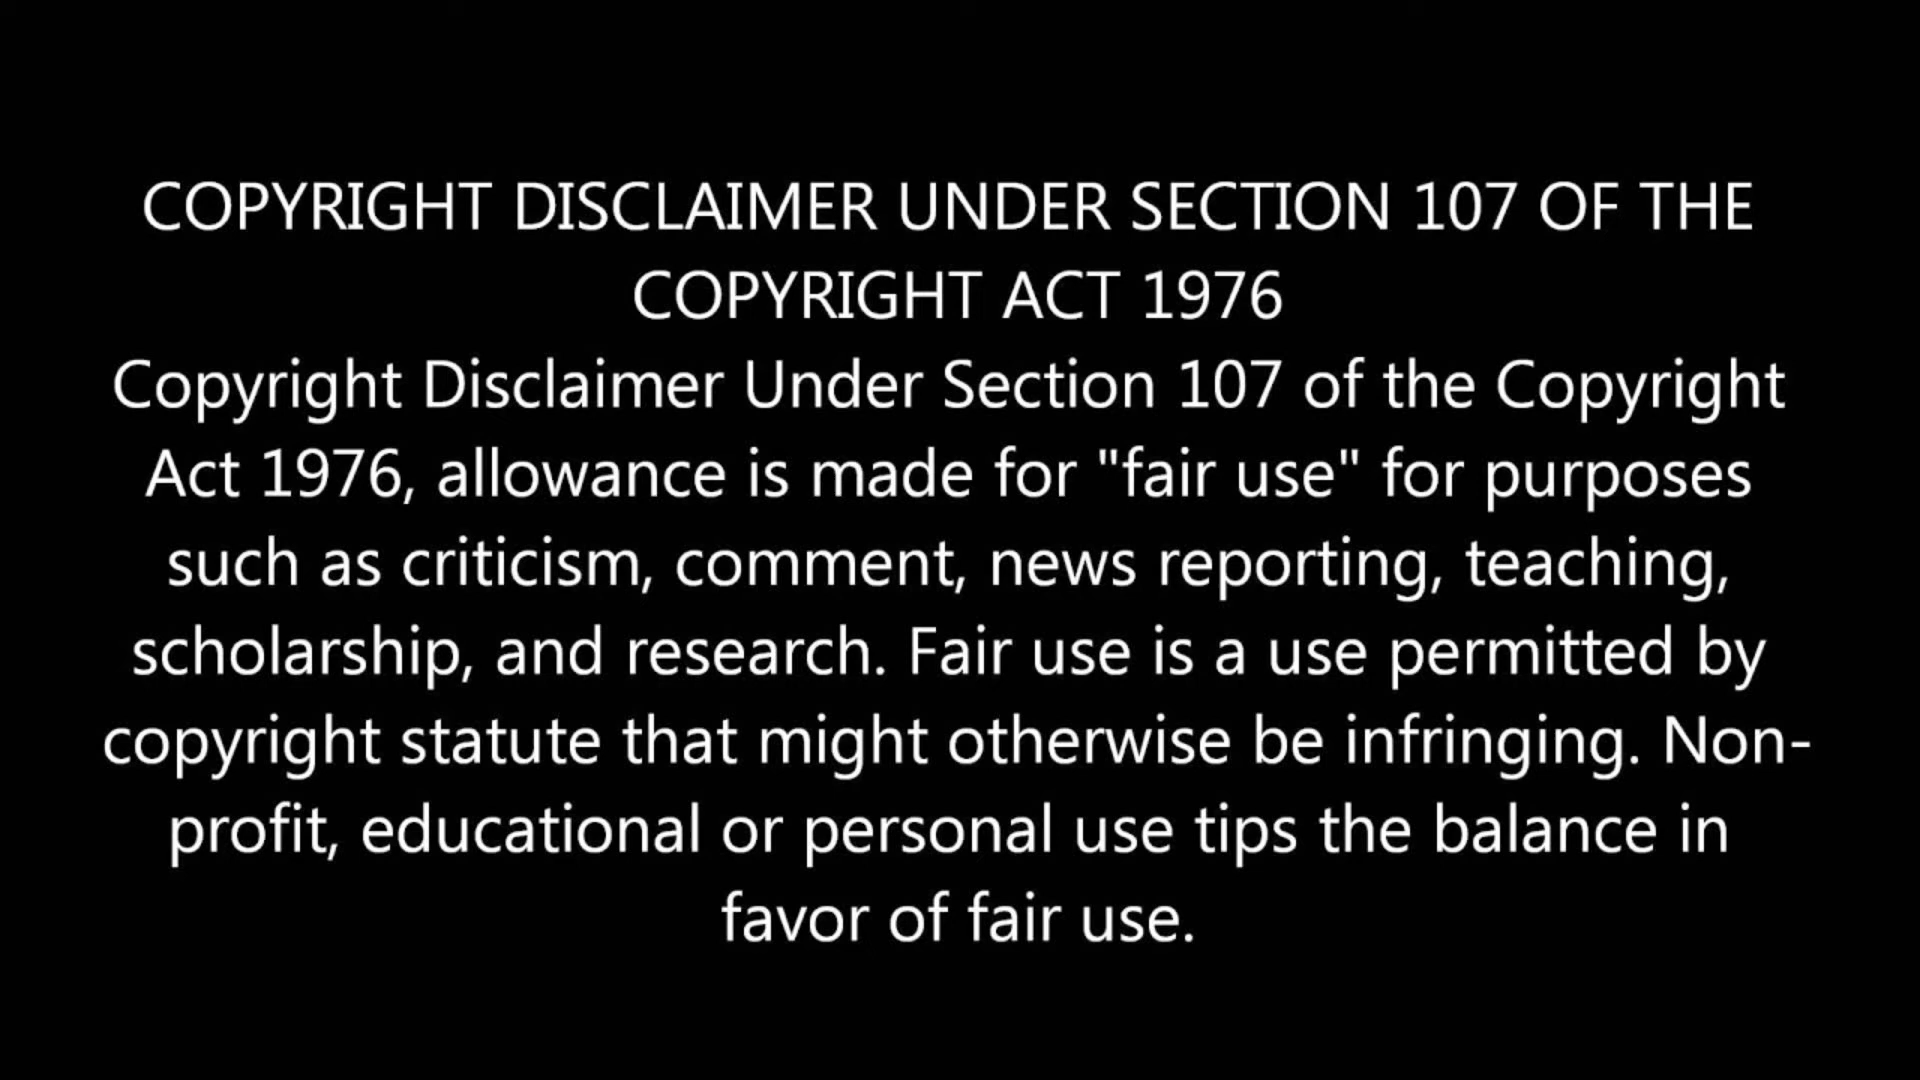 COPYRIGHT DISCLAIMER UNDER SECTION 107 OF THE
COPYRIGHT ACT 1976
Copyright Disclaimer Under Section 107 of the Copyright
Act 1976, allowance is made for "fair use" for purposes
such as criticism, comment, news reporting, teaching,
scholarship, and research. Fair use is a use permitted by
copyright statute that might otherwise be infringing. Non-
profit, educational or personal use tips the balance in
favor of fair use.